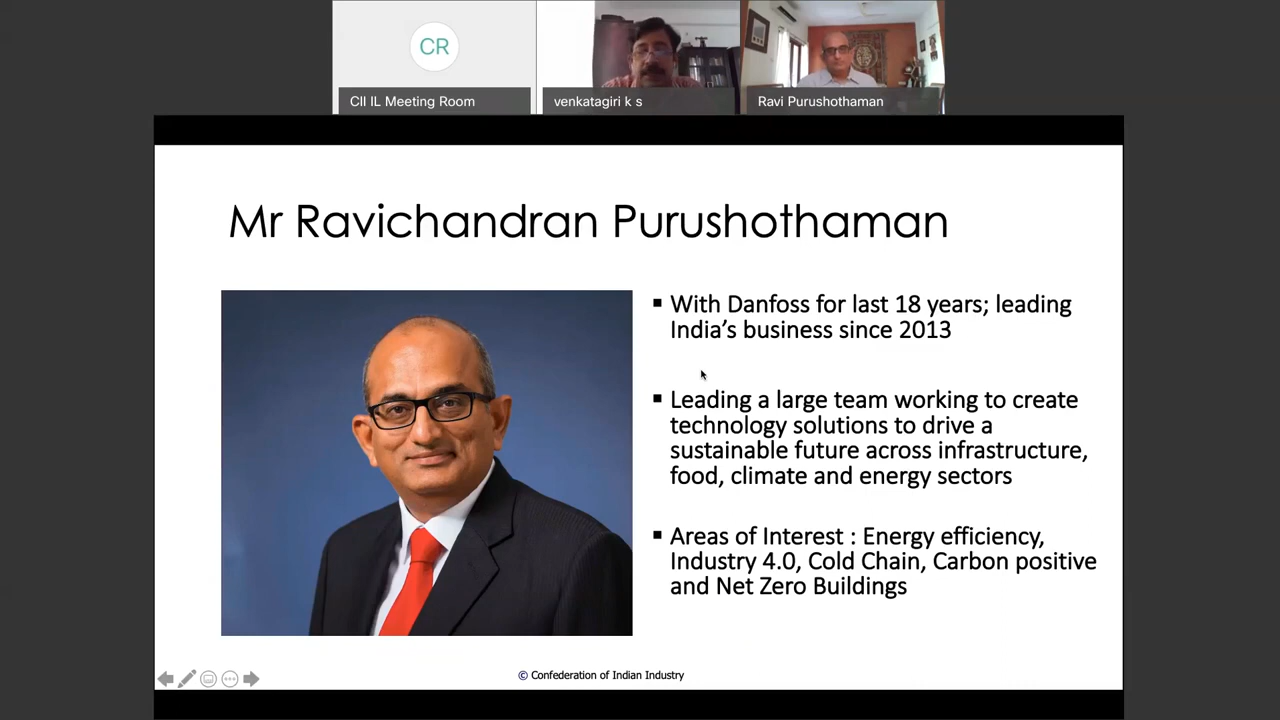 CR
CII IL Meeting Room
venkatagiri k s
Ravi Purushothaman
Mr Ravichandran Purushothaman
▪ With Danfoss for last 18 years; leading
India’s business since 2013
▪ Leading a large team working to create
technology solutions to drive a
sustainable future across infrastructure,
food, climate and energy sectors
▪ Areas of Interest : Energy efficiency,
Industry 4.0, Cold Chain, Carbon positive
and Net Zero Buildings
© Confederation of Indian Industry